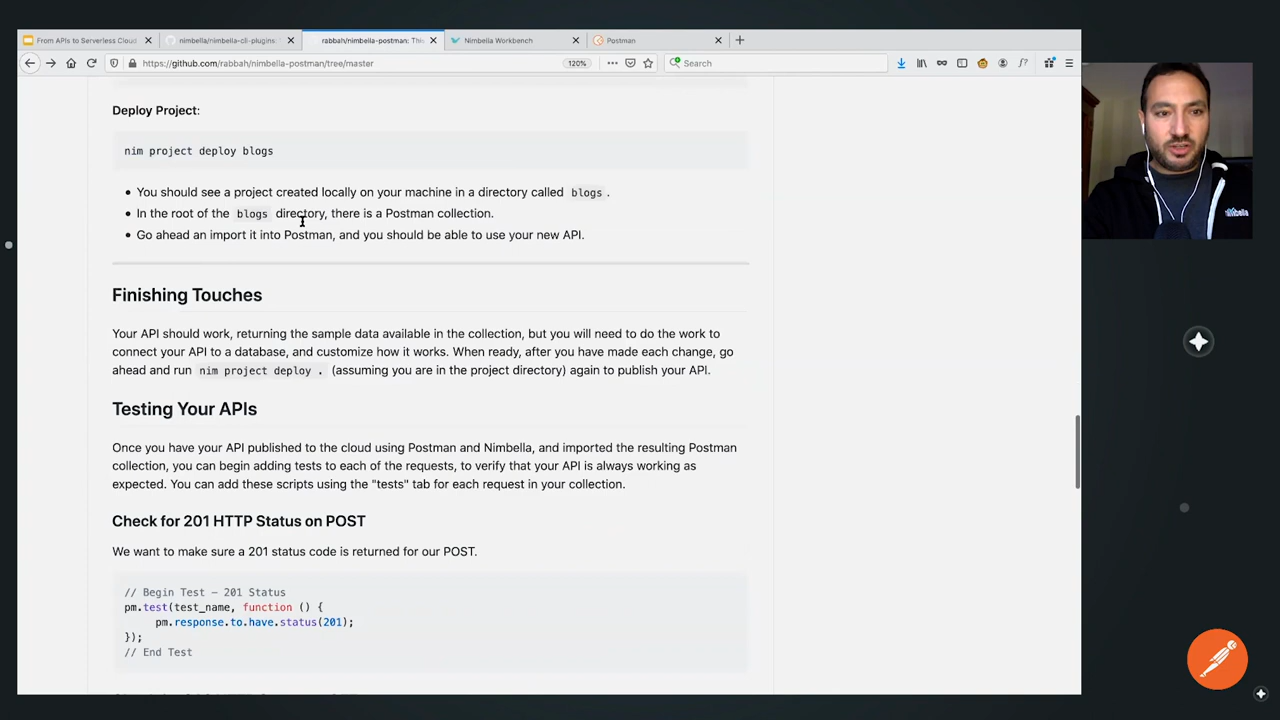 From APIs to Serverless Cloud
nimbella/nimbella-cli-plugins:
rabbah/nimbella-postman: Thi
Nimbella Workbench
Postman
https://github.com/rabbah/nimbella-postman/tree/master
120%
Search
Deploy Project:
nim project deploy blogs
• You should see a project created locally on your machine in a directory called blogs .
• In the root of the blogs directory, there is a Postman collection.
• Go ahead an import it into Postman, and you should be able to use your new API.
Finishing Touches
Your API should work, returning the sample data available in the collection, but you will need to do the work to
connect your API to a database, and customize how it works. When ready, after you have made each change, go
ahead and run nim project deploy . (assuming you are in the project directory) again to publish your API.
Testing Your APIs
Once you have your API published to the cloud using Postman and Nimbella, and imported the resulting Postman
collection, you can begin adding tests to each of the requests, to verify that your API is always working as
expected. You can add these scripts using the "tests" tab for each request in your collection.
Check for 201 HTTP Status on POST
We want to make sure a 201 status code is returned for our POST.
// Begin Test – 201 Status
pm.test(test_name, function () {
pm.response.to.have.status(201);
});
// End Test